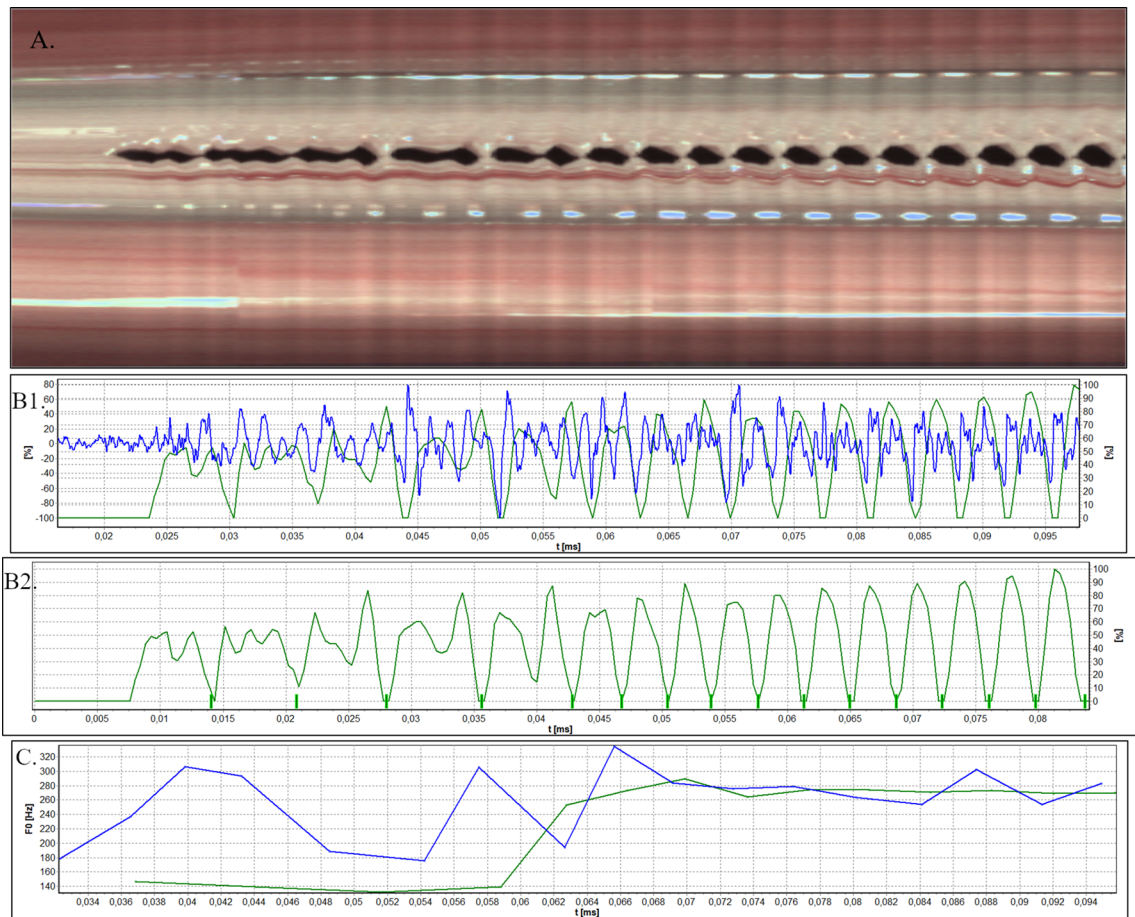 A.
B1.
80 60 40 20 0 -20 -40 -60 -80 -100
[%]
100 90 80 70 60 50 40 30 20 10 0
[%]
0,02 0,025 0,03 0,035 0,04 0,045 0,05 0,055 0,06 0,065 0,07 0,075 0,08 0,085 0,09 0,095
t [ms]
B2.
100 90 80 70 60 50 40 30 20 10 0
[%]
0 0,005 0,01 0,015 0,02 0,025 0,03 0,035 0,04 0,045 0,05 0,055 0,06 0,065 0,07 0,075 0,08
t [ms]
C.
320 300 280 260 240 220 200 180 160 140
F0 [Hz]
0,034 0,036 0,038 0,04 0,042 0,044 0,046 0,048 0,05 0,052 0,054 0,056 0,058 0,06 0,062 0,064 0,066 0,068 0,07 0,072 0,074 0,076 0,078 0,08 0,082 0,084 0,086 0,088 0,09 0,092 0,094
t [ms]